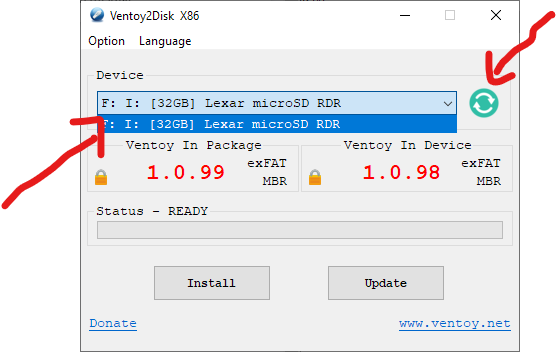 Ventoy2Disk X86
Option Language
Device
F: I: [32GB] Lexar microSD RDR
F: I: [32GB] Lexar microSD RDR
Ventoy In Package Ventoy In Device
1.0.99 exFAT MBR 1.0.98 exFAT MBR
Status - READY
Install Update
Donate www.ventoy.net